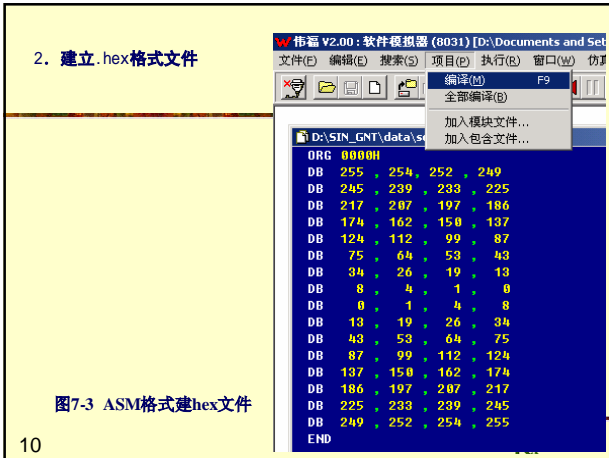 2. 建立.hex格式文件
伟福 V2.00 : 软件模拟器 (8031) [D:\Documents and Set
文件(F) 编辑(E) 搜索(S) 项目(P) 执行(R) 窗口(W) 仿真
编译(M) F9
全部编译(B)
加入模块文件...
加入包含文件...
D:\SIN_GNT\data\s
ORG 0000H
DB 255 , 254, 252 , 249
DB 245 , 239 , 233 , 225
DB 217 , 207 , 197 , 186
DB 174 , 162 , 150 , 137
DB 124 , 112 , 99 , 87
DB 75 , 64 , 53 , 43
DB 34 , 26 , 19 , 13
DB 8 , 4 , 1 , 0
DB 0 , 1 , 4 , 8
DB 13 , 19 , 26 , 34
DB 43 , 53 , 64 , 75
DB 87 , 99 , 112 , 124
DB 137 , 150 , 162 , 174
DB 186 , 197 , 207 , 217
DB 225 , 233 , 239 , 245
DB 249 , 252 , 254 , 255
END
图7-3 ASM格式建hex文件
10